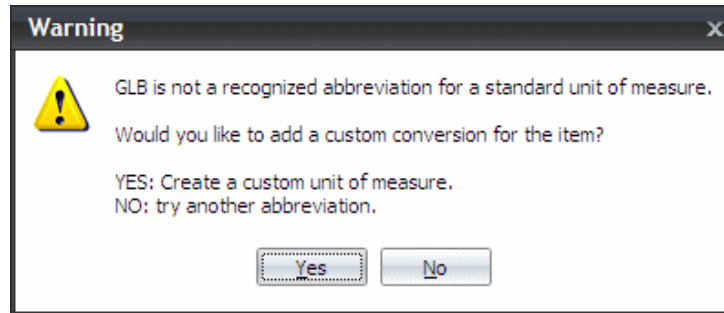 Warning
GLB is not a recognized abbreviation for a standard unit of measure.
Would you like to add a custom conversion for the item?
YES: Create a custom unit of measure.
NO: try another abbreviation.
Yes No